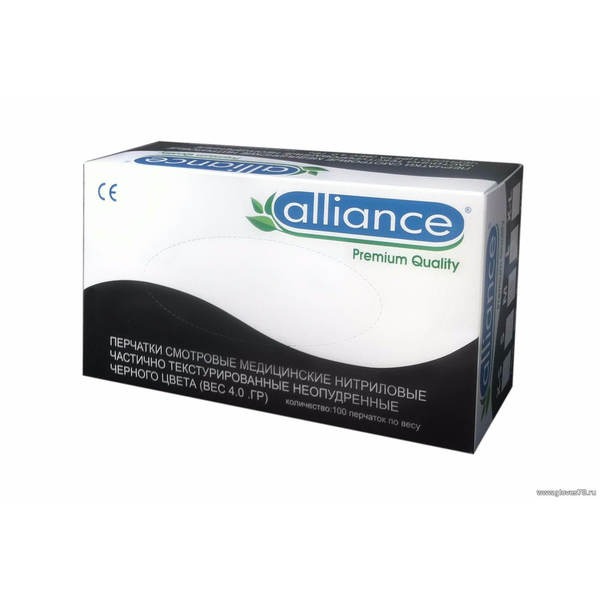 alliance
CE
alliance®
Premium Quality
alliance
ПЕРЧАТКИ СМОТРОВЫЕ МЕДИЦИНСКИЕ НИТРИЛОВЫЕ
ЧАСТИЧНО ТЕКСТУРИРОВАННЫЕ НЕОПУДРЕННЫЕ
ЧЕРНОГО ЦВЕТА (ВЕС 4.0 .ГР)
количество:100 перчаток по весу
www.gloves78.ru